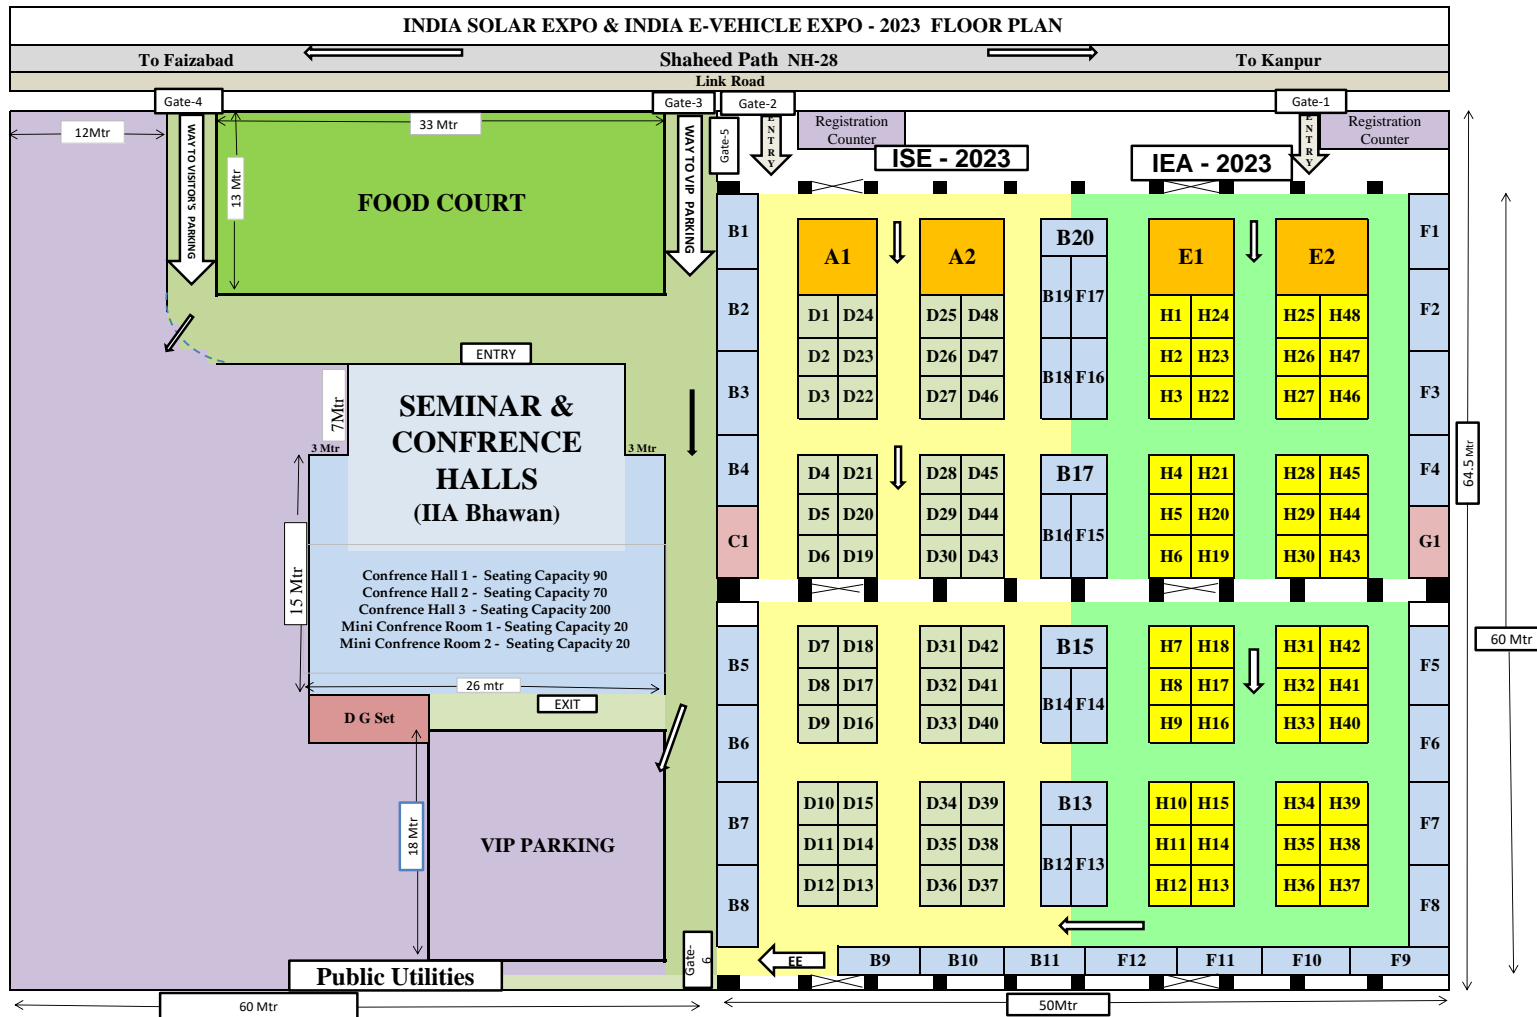 INDIA SOLAR EXPO & INDIA E-VEHICLE EXPO - 2023 FLOOR PLAN
To Faizabad
Shaheed Path NH-28
To Kanpur
Link Road
Gate-4
Gate-3
Gate-2
Gate-1
12Mtr
WAY TO VISITOR'S PARKING
33 Mtr
13 Mtr
FOOD COURT
WAY TO VIP PARKING
Gate-5
ENTRY
Registration
Counter
ISE - 2023
IEA - 2023
ENTRY
Registration
Counter
ENTRY
7Mtr
SEMINAR &
CONFRENCE
HALLS
(IIA Bhawan)
3 Mtr
3 Mtr
15 Mtr
Confrence Hall 1 - Seating Capacity 90
Confrence Hall 2 - Seating Capacity 70
Confrence Hall 3 - Seating Capacity 200
Mini Confrence Room 1 - Seating Capacity 20
Mini Confrence Room 2 - Seating Capacity 20
26 mtr
D G Set
EXIT
18 Mtr
VIP PARKING
Public Utilities
Gate-6
60 Mtr
B1
A1
A2
B20
E1
E2
F1
B2
D1 D24
D25 D48
B19 F17
H1 H24
H25 H48
F2
D2 D23
D26 D47
H2 H23
H26 H47
B3
D3 D22
D27 D46
B18 F16
H3 H22
H27 H46
F3
B4
D4 D21
D28 D45
B17
H4 H21
H28 H45
F4
D5 D20
D29 D44
B16 F15
H5 H20
H29 H44
C1
D6 D19
D30 D43
H6 H19
H30 H43
G1
B5
D7 D18
D31 D42
B15
H7 H18
H31 H42
F5
D8 D17
D32 D41
B14 F14
H8 H17
H32 H41
B6
D9 D16
D33 D40
H9 H16
H33 H40
F6
B7
D10 D15
D34 D39
B13
H10 H15
H34 H39
F7
D11 D14
D35 D38
B12 F13
H11 H14
H35 H38
B8
D12 D13
D36 D37
H12 H13
H36 H37
F8
EE
B9
B10
B11
F12
F11
F10
F9
50Mtr
64.5 Mtr
60 Mtr